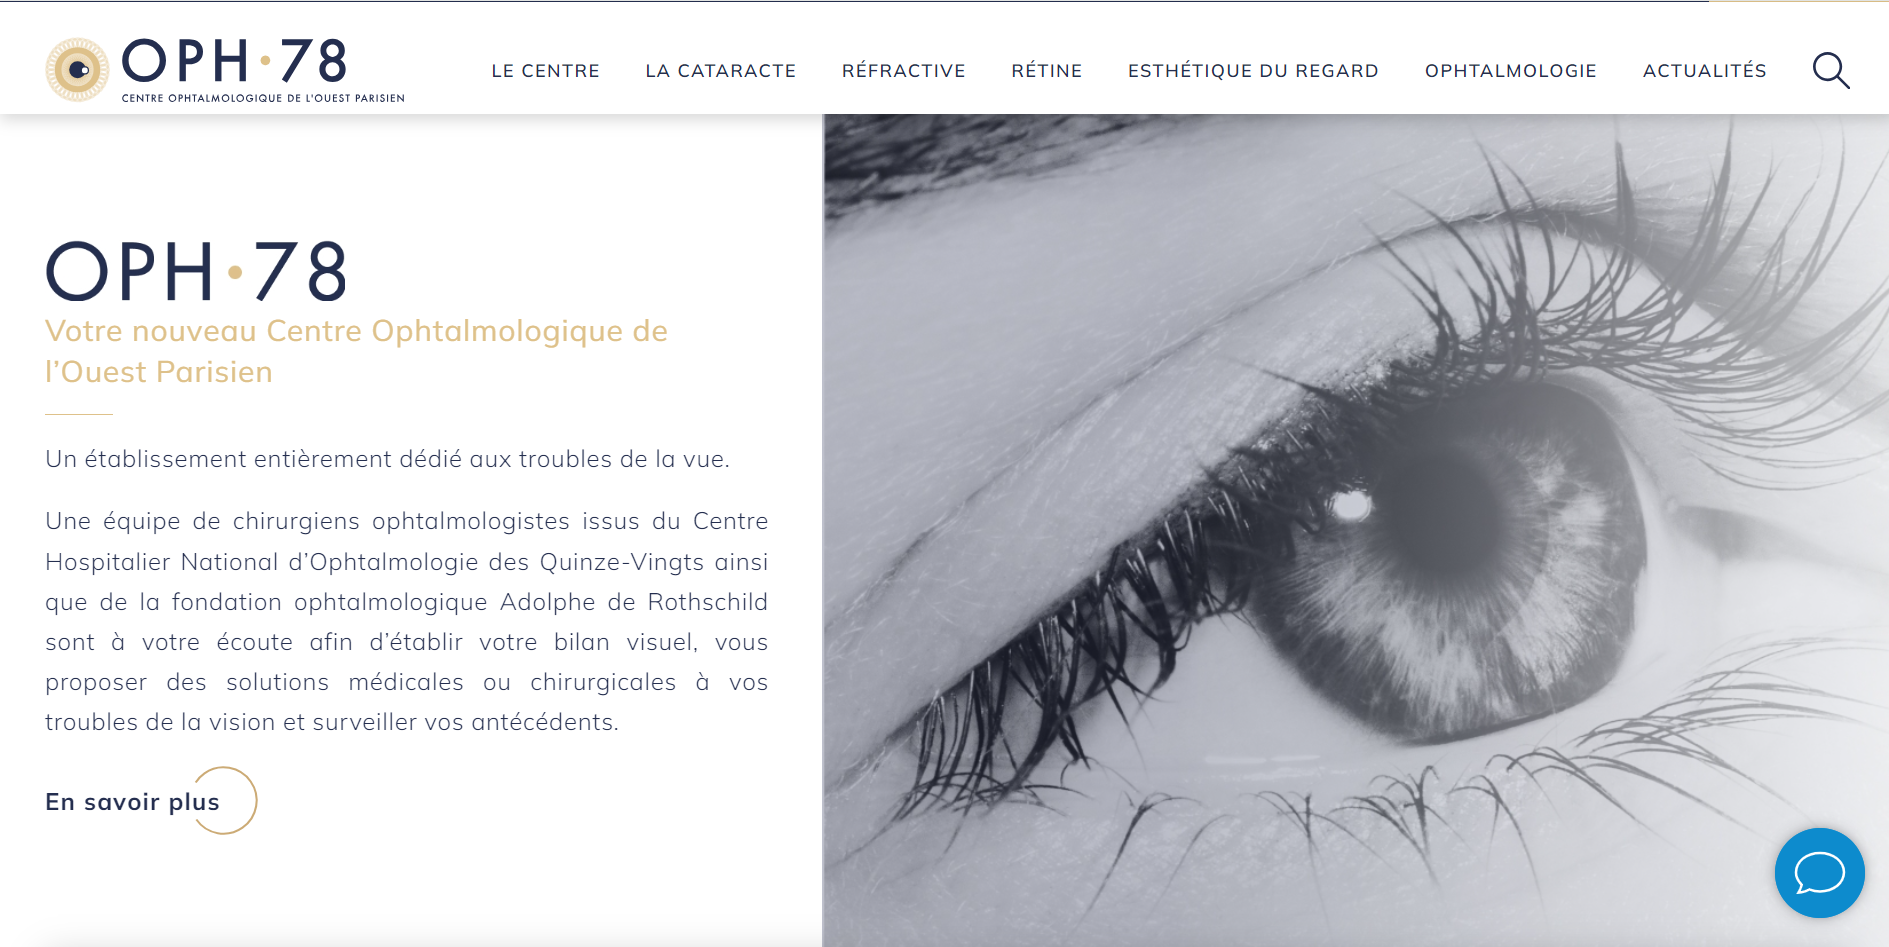 OPH·78
CENTRE OPHTALMOLOGIQUE DE L'OUEST PARISIEN
LE CENTRE
LA CATARACTE
RÉFRACTIVE
RÉTINE
ESTHÉTIQUE DU REGARD
OPHTALMOLOGIE
ACTUALITÉS
OPH·78
Votre nouveau Centre Ophtalmologique de
l’Ouest Parisien
Un établissement entièrement dédié aux troubles de la vue.
Une équipe de chirurgiens ophtalmologistes issus du Centre
Hospitalier National d’Ophtalmologie des Quinze-Vingts ainsi
que de la fondation ophtalmologique Adolphe de Rothschild
sont à votre écoute afin d’établir votre bilan visuel, vous
proposer des solutions médicales ou chirurgicales à vos
troubles de la vision et surveiller vos antécédents.
En savoir plus